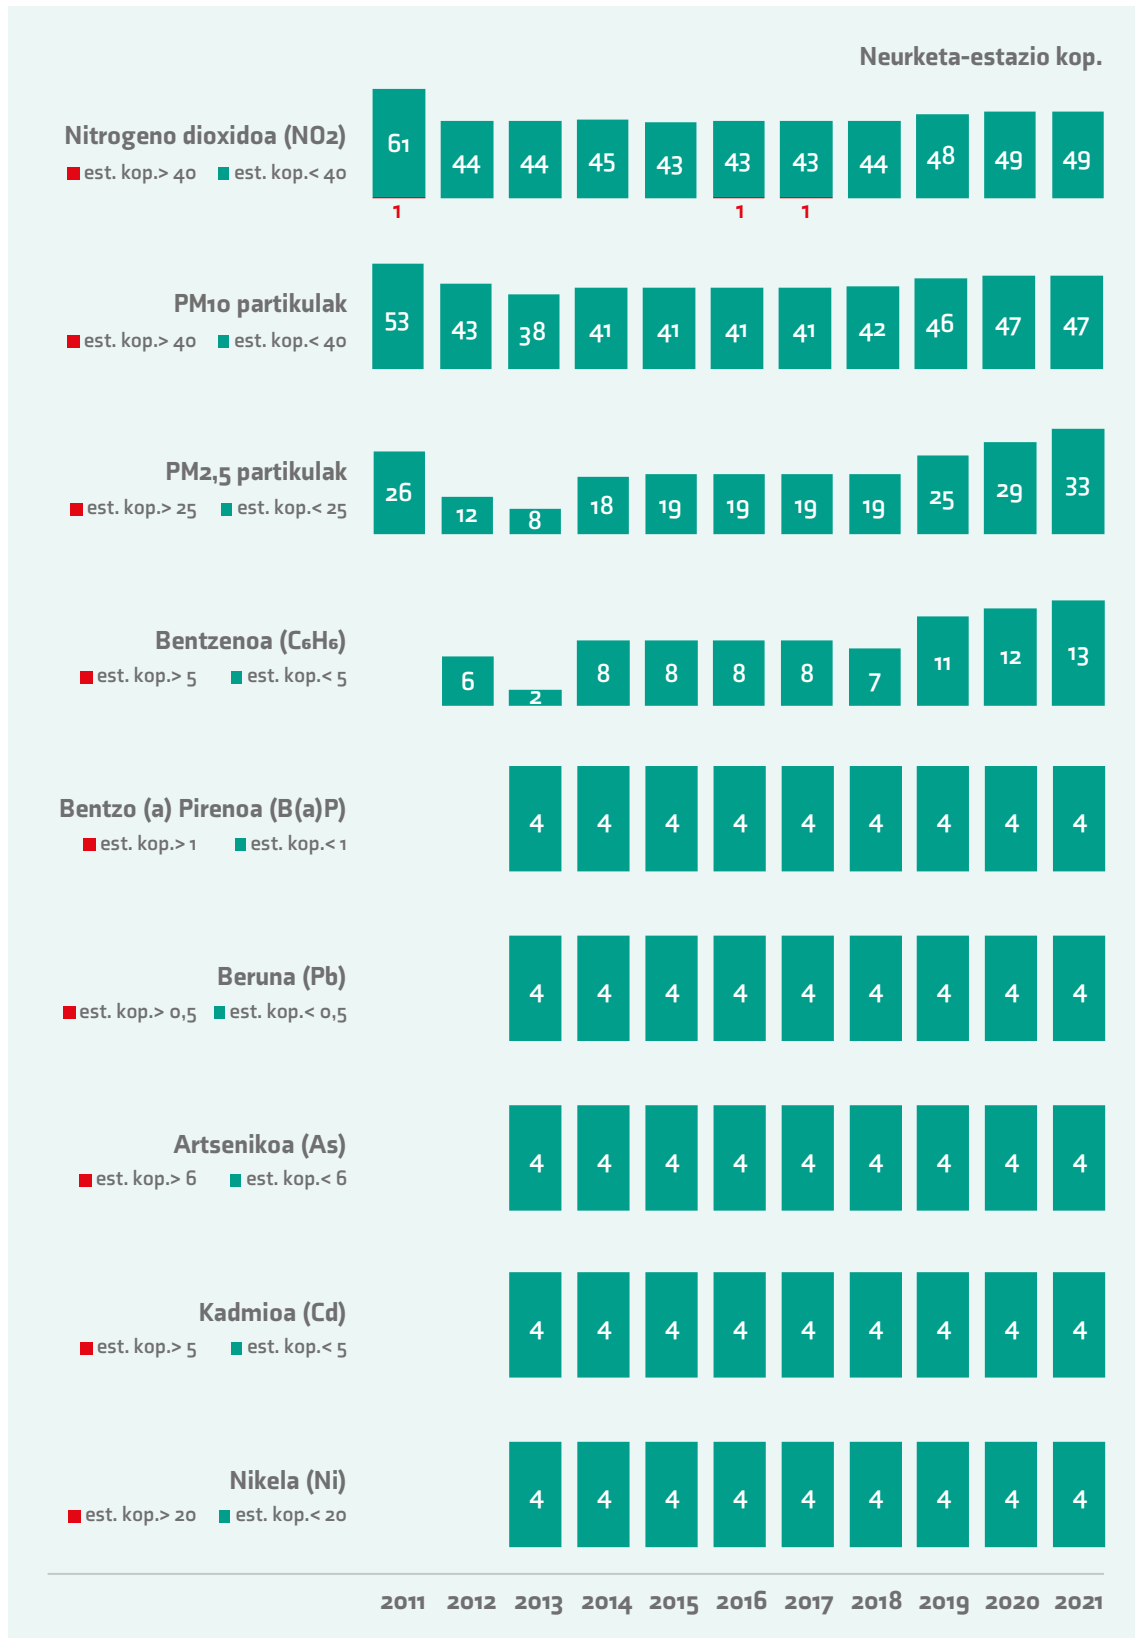 Neurketa-estazio kop.
Nitrogeno dioxidoa (NO2)
est. kop.> 40 est. kop.< 40
61 44 44 45 43 43 43 44 48 49 49
1 1 1
PM10 partikulak
est. kop.> 40 est. kop.< 40
53 43 38 41 41 41 41 42 46 47 47
PM2,5 partikulak
est. kop.> 25 est. kop.< 25
26 12 8 18 19 19 19 19 25 29 33
Bentzenoa (C6H6)
est. kop.> 5 est. kop.< 5
6 2 8 8 8 8 7 11 12 13
Bentzo (a) Pirenoa (B(a)P)
est. kop.> 1 est. kop.< 1
4 4 4 4 4 4 4 4 4
Beruna (Pb)
est. kop.> 0,5 est. kop.< 0,5
4 4 4 4 4 4 4 4 4
Artsenikoa (As)
est. kop.> 6 est. kop.< 6
4 4 4 4 4 4 4 4 4
Kadmioa (Cd)
est. kop.> 5 est. kop.< 5
4 4 4 4 4 4 4 4 4
Nikela (Ni)
est. kop.> 20 est. kop.< 20
4 4 4 4 4 4 4 4 4
2011 2012 2013 2014 2015 2016 2017 2018 2019 2020 2021